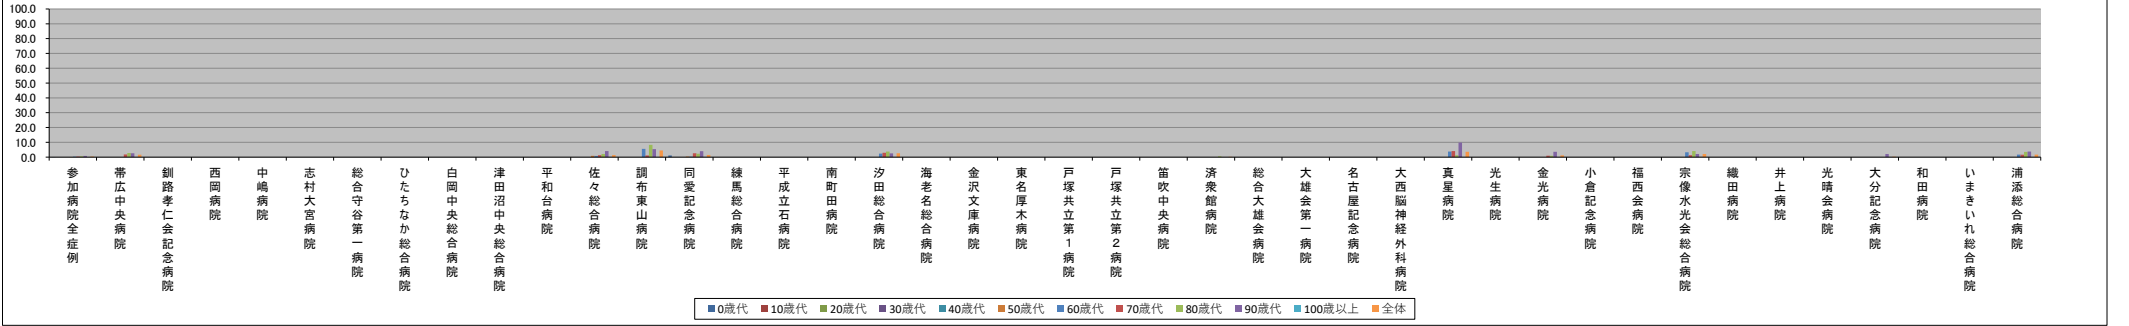 100.0
90.0
80.0
70.0
60.0
50.0
40.0
30.0
20.0
10.0
0.0
参加病院全症例
帯広中央病院
釧路孝仁会記念病院
西岡病院
中嶋病院
志村大宮病院
総合守谷第一病院
ひたちなか総合病院
白岡中央総合病院
津田沼中央総合病院
平和台病院
佐々総合病院
調布東山病院
同愛記念病院
練馬総合病院
平成立石病院
南町田病院
汐田総合病院
海老名総合病院
金沢文庫病院
東名厚木病院
戸塚共立第1病院
戸塚共立第2病院
笛吹中央病院
済衆館病院
総合大雄会病院
大雄会第一病院
名古屋記念病院
大西脳神経外科病院
真星病院
光生病院
金光病院
小倉記念病院
福西会病院
宗像水光会総合病院
織田病院
井上病院
光晴会病院
大分記念病院
和田病院
いまきいれ総合病院
浦添総合病院
0歳代 10歳代 20歳代 30歳代 40歳代 50歳代 60歳代 70歳代 80歳代 90歳代 100歳以上 全体